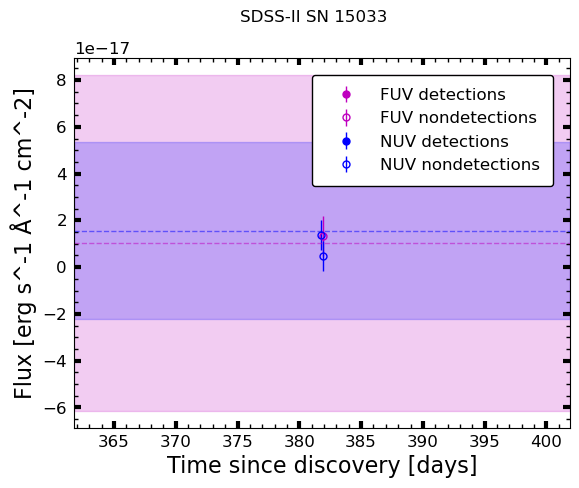 SDSS-II SN 15033
1e−17
FUV detections
FUV nondetections
NUV detections
NUV nondetections
8
6
4
2
0
−2
−4
−6
Flux [erg s^-1 Å^-1 cm^-2]
365 370 375 380 385 390 395 400
Time since discovery [days]